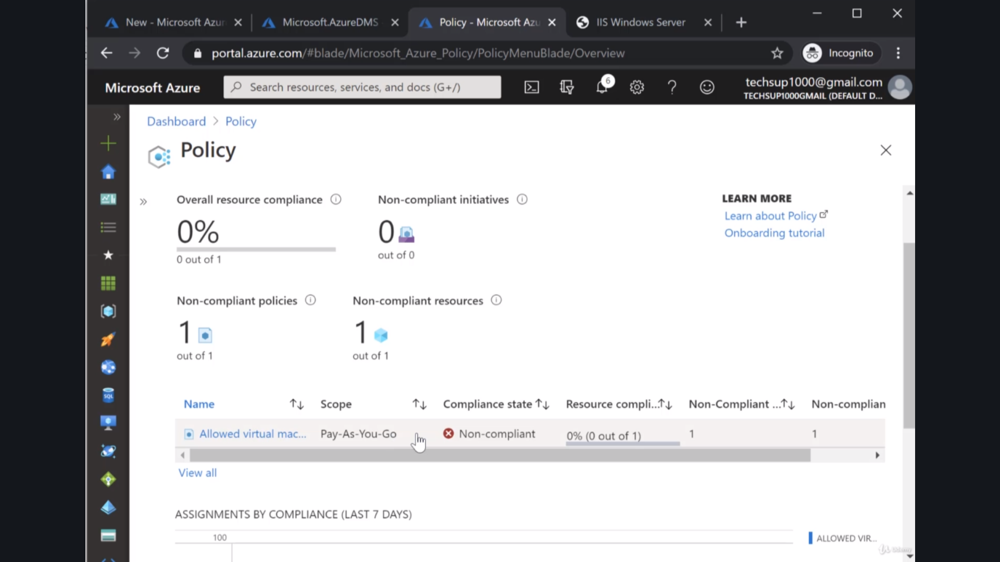 New - Microsoft Azur
Microsoft.AzureDMS
Policy - Microsoft Azu
IIS Windows Server
portal.azure.com/#blade/Microsoft_Azure_Policy/PolicyMenuBlade/Overview
Incognito
Microsoft Azure
Search resources, services, and docs (G+/)
6
techsup1000@gmail.com
TECHSUP1000GMAIL (DEFAULT D...
Dashboard > Policy
Policy
Overall resource compliance
Non-compliant initiatives
LEARN MORE
Learn about Policy
Onboarding tutorial
0%
0
0 out of 1
out of 0
Non-compliant policies
Non-compliant resources
1
1
out of 1
out of 1
Name
Scope
Compliance state
Resource compli...
Non-Compliant ...
Non-complian
Allowed virtual mac...
Pay-As-You-Go
Non-compliant
0% (0 out of 1)
1
1
View all
ASSIGNMENTS BY COMPLIANCE (LAST 7 DAYS)
100
ALLOWED VIR...
SQL
Udemy